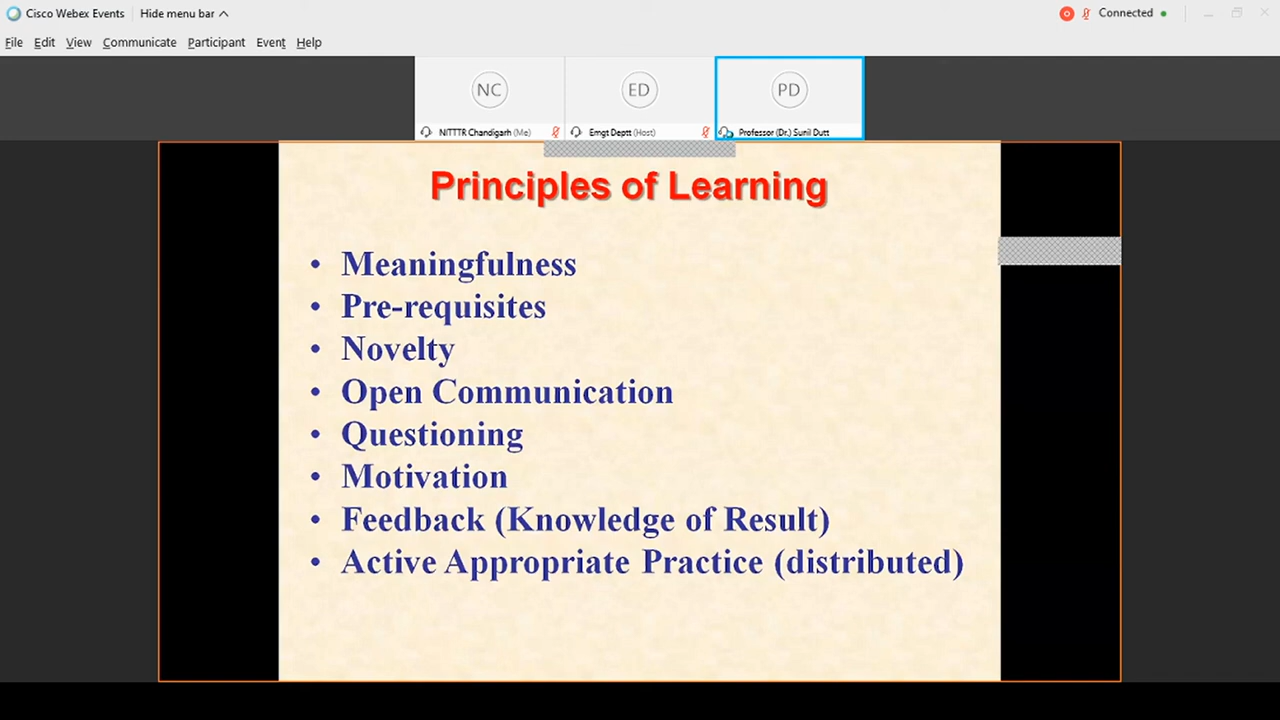 Cisco Webex Events Hide menu bar Connected
File Edit View Communicate Participant Event Help
NC ED PD
NITTTR Chandigarh (Me) Emgt Deptt (Host) Professor (Dr.) Sunil Dutt
Principles of Learning
• Meaningfulness
• Pre-requisites
• Novelty
• Open Communication
• Questioning
• Motivation
• Feedback (Knowledge of Result)
• Active Appropriate Practice (distributed)